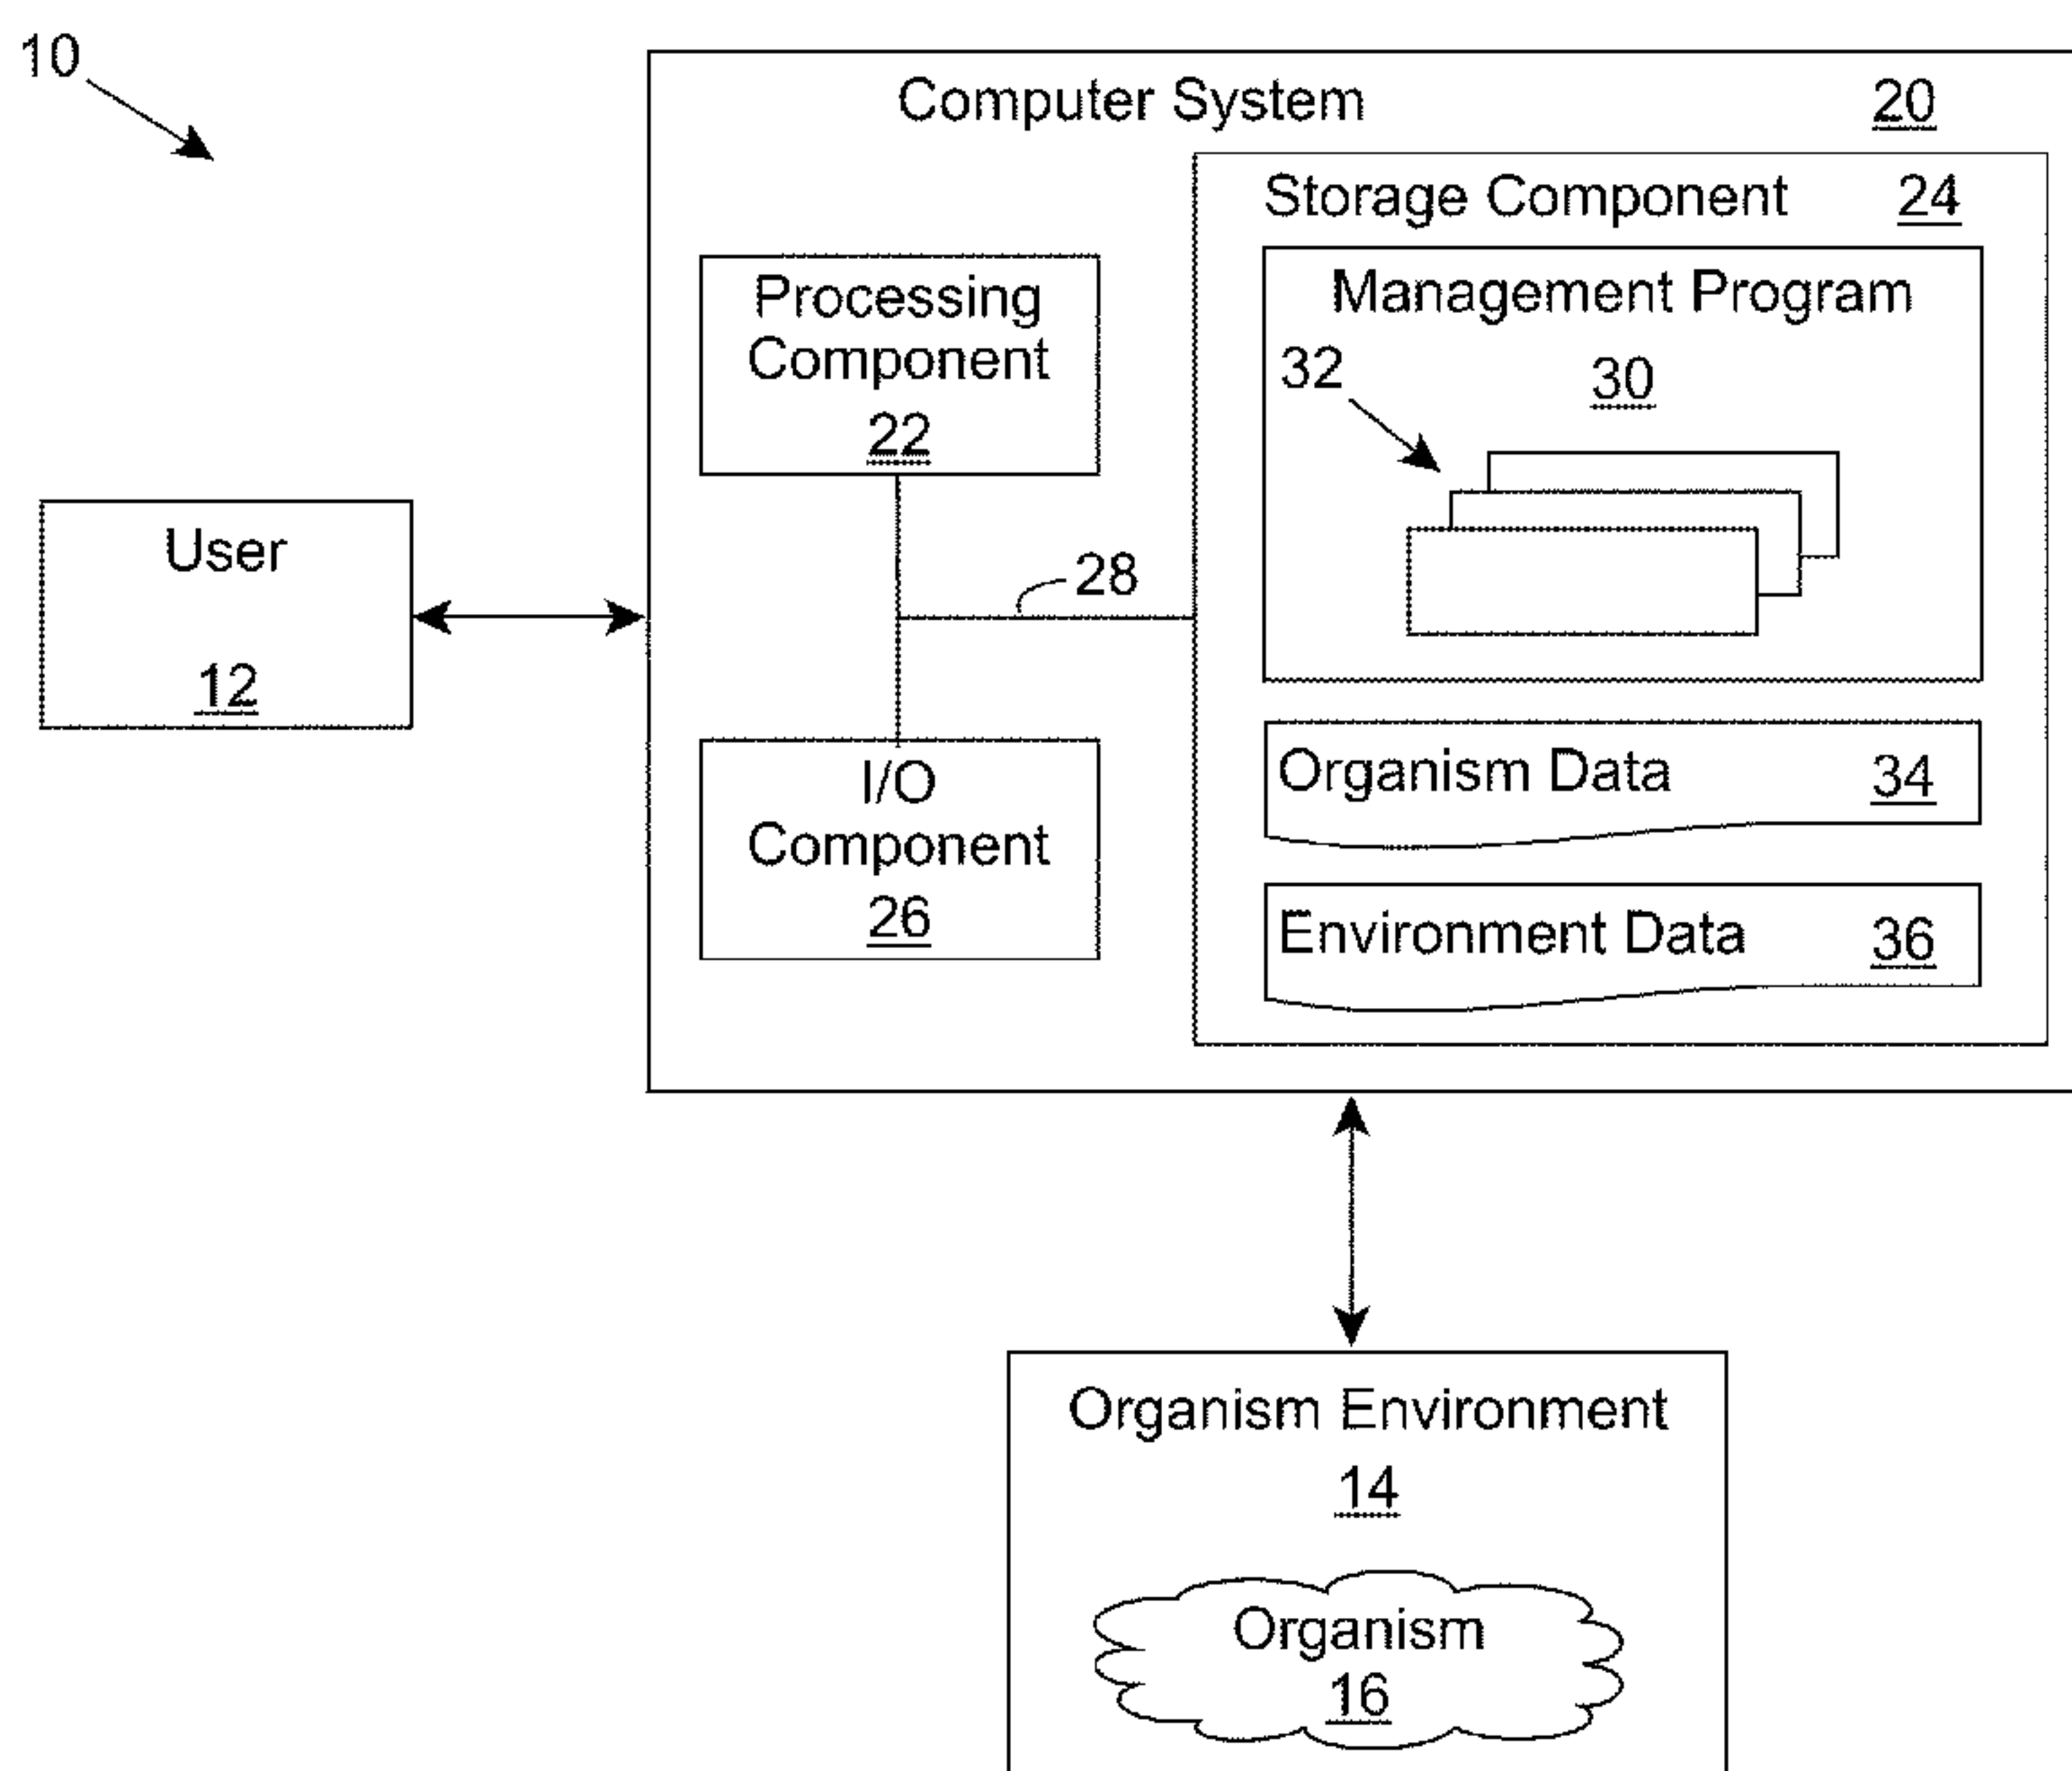 10
Computer System
20
Storage Component
24
Processing
Component
22
Management Program
32
30
User
12
28
I/O
Component
26
Organism Data
34
Environment Data
36
Organism Environment
14
Organism
16